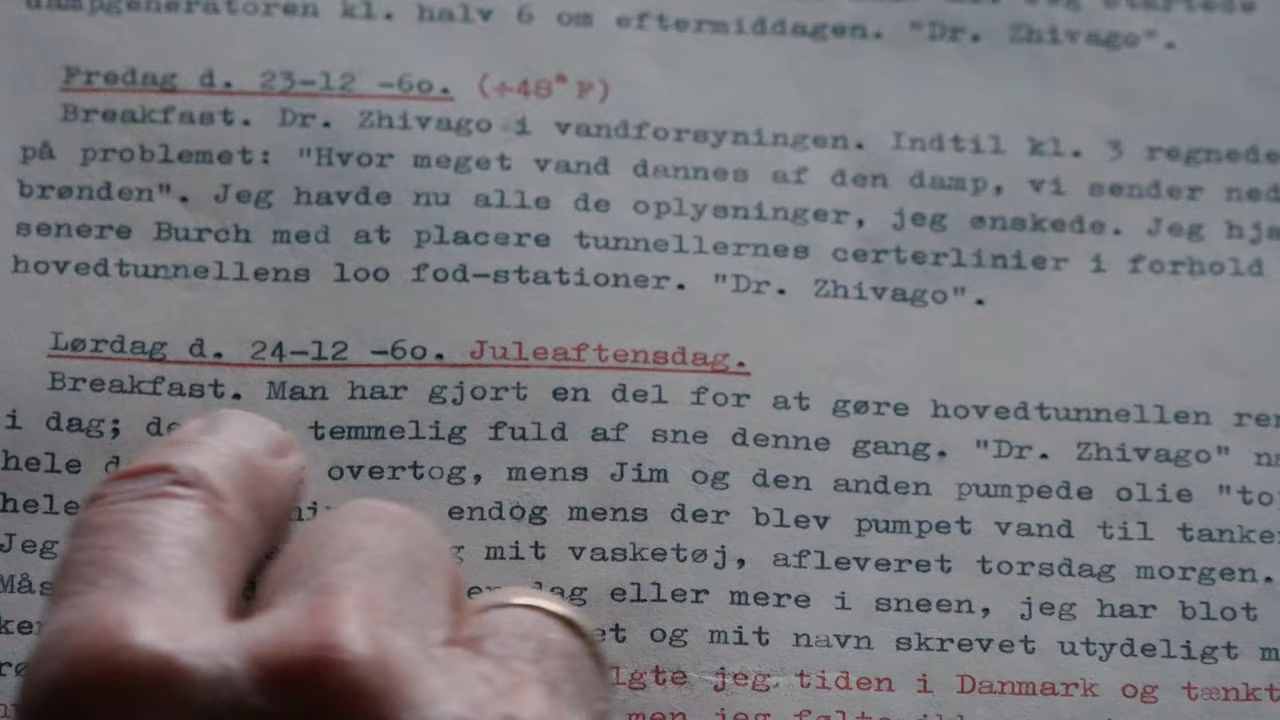 dampgeneratoren kl. halv 6 om eftermiddagen. "Dr. Zhivago".
Fredag d. 23-12 -6o. (÷48° F)
Breakfast. Dr. Zhivago i vandforsyningen. Indtil kl. 3 regnede
på problemet: "Hvor meget vand dannes af den damp, vi sender ned
brønden". Jeg havde nu alle de oplysninger, jeg ønskede. Jeg
senere Burch med at placere tunnellernes certerlinier i forhold
hovedtunnellens loo fod-stationer. "Dr. Zhivago".
Lørdag d. 24-12 -6o. Juleaftensdag.
Breakfast. Man har gjort en del for at gøre hovedtunnellen
i dag; temmelig fuld af sne denne gang. "Dr. Zhivago"
hele overtog, mens Jim og den anden pumpede olie
hele endog mens der blev pumpet vand til
Jeg mit vasketøj, afleveret torsdag morgen.
eller mere i sneen, jeg har blot
og mit navn skrevet utydeligt
jeg tiden i Danmark og
men jeg